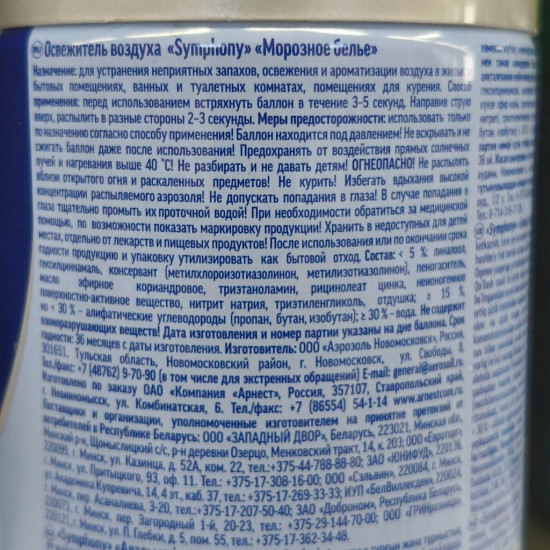 RU Освежитель воздуха «Symphony» «Морозное белье»
Назначение: для устранения неприятных запахов, освежения и ароматизации воздуха в жилых,
бытовых помещениях, ванных и туалетных комнатах, помещениях для курения. Способ
применения: перед использованием встряхнуть баллон в течение 3–5 секунд. Направив струю
вверх, распылить в разные стороны 2–3 секунды. Меры предосторожности: использовать только
по назначению согласно способу применения! Баллон находится под давлением! Не вскрывать и не
сжигать баллон даже после использования! Предохранять от воздействия прямых солнечных
лучей и нагревания выше 40 °С! Не разбирать и не давать детям! ОГНЕОПАСНО! Не распылять
вблизи открытого огня и раскаленных предметов! Не курить! Избегать вдыхания высокой
концентрации распыляемого аэрозоля! Не допускать попадания в глаза! В случае попадания в
глаза тщательно промыть их проточной водой! При необходимости обратиться за медицинской
помощью, по возможности показать маркировку продукции! Хранить в недоступных для детей
местах, отдельно от лекарств и пищевых продуктов! После использования или по окончании срока
годности продукцию и упаковку утилизировать как бытовой отход. Состав: < 5 %: линалоол,
гексилциннамаль, консервант (метилхлороизотиазолинон, метилизотиазолинон), пеногаситель,
масло эфирное кориандровое, триэтаноламин, рицинолеат цинка, неионогенное
поверхностно-активное вещество, нитрит натрия, триэтиленгликоль, отдушка; ≥ 15 %,
но < 30 % - алифатические углеводороды (пропан, бутан, изобутан); ≥ 30 % - вода. Не содержит
озоноразрушающих веществ! Дата изготовления и номер партии указаны на дне баллона. Срок
годности: 36 месяцев с даты изготовления. Изготовитель: ООО «Аэрозоль Новомосковск», Россия,
301651, Тульская область, Новомосковский район, г. Новомосковск, ул. Свободы, 8.
Тел./факс: +7 (48762) 9-70-90 (в том числе для экстренных обращений) E-mail: general@aerosoll.ru.
Изготовлено по заказу ОАО «Компания «Арнест», Россия, 357107, Ставропольский край,
г. Невинномысск, ул. Комбинатская, 6. Тел./факс: +7 (86554) 54-1-14 www.arnestcom.ru
Поставщики и организации, уполномоченные изготовителем на принятие претензий от
потребителей в Республике Беларусь: ООО «ЗАПАДНЫЙ ДВОР», Беларусь, 223021, Минская обл.,
Минский р-н, Щомыслицкий с/с, р-н деревни Озерцо, Меньковский тракт, 14, к. 203; ООО «Евроторг»,
220099, г. Минск, ул. Казинца, д. 52А, ком. 22, тел.:+375-44-788-88-80; ЗАО «ЮНИФУД», 220136,
г. Минск, ул. Притыцкого, 93, оф. 11. Тел.: +375-17-308-16-00; ООО «Сэльвин»,
ул. Академика Купревича, 14, 4 эт., каб. 37, тел.:+375-17-269-33-33; ИУП «БелВиллесден»,
г. Минск, пер. Асаналиева, 3-20, тел.:+375-17-207-50-40; ЗАО «Доброном», Республика Беларусь,
220073, г. Минск, пер. Загородный 1-й, 20-23, тел.: +375-29-144-70-00; ООО
г. Минск, ул. П. Глебки, д. 5, пом. 55, тел.: +375-17-362-34-48.